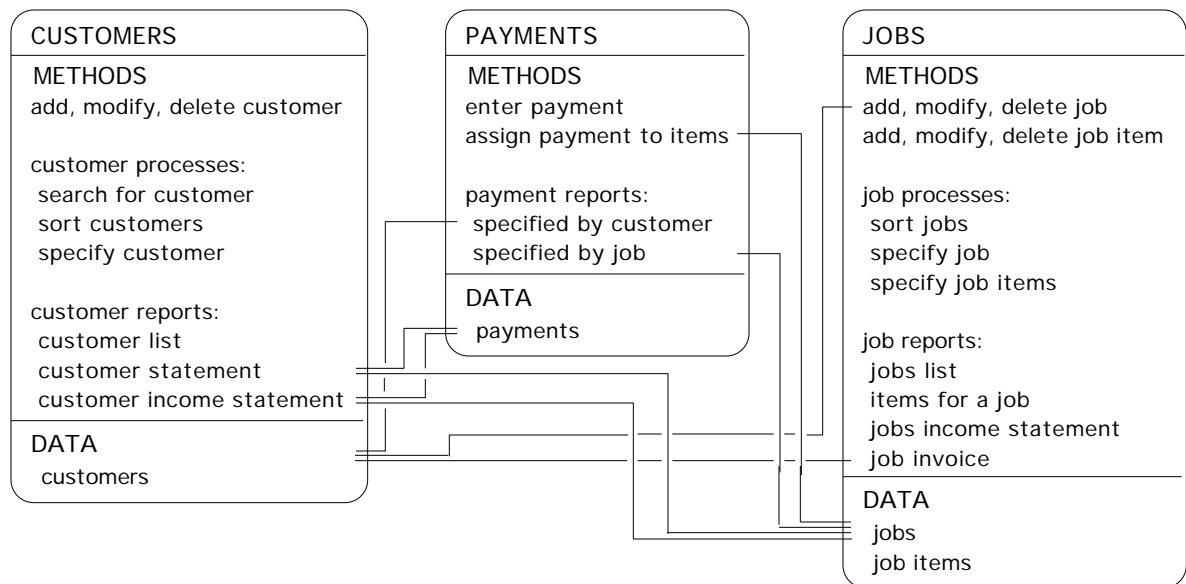 CUSTOMERS
METHODS
add, modify, delete customer
customer processes:
search for customer
sort customers
specify customer
customer reports:
customer list
customer statement
customer income statement
DATA
customers
PAYMENTS
METHODS
enter payment
assign payment to items
payment reports:
specified by customer
specified by job
DATA
payments
JOBS
METHODS
add, modify, delete job
add, modify, delete job item
job processes:
sort jobs
specify job
specify job items
job reports:
jobs list
items for a job
jobs income statement
job invoice
DATA
jobs
job items